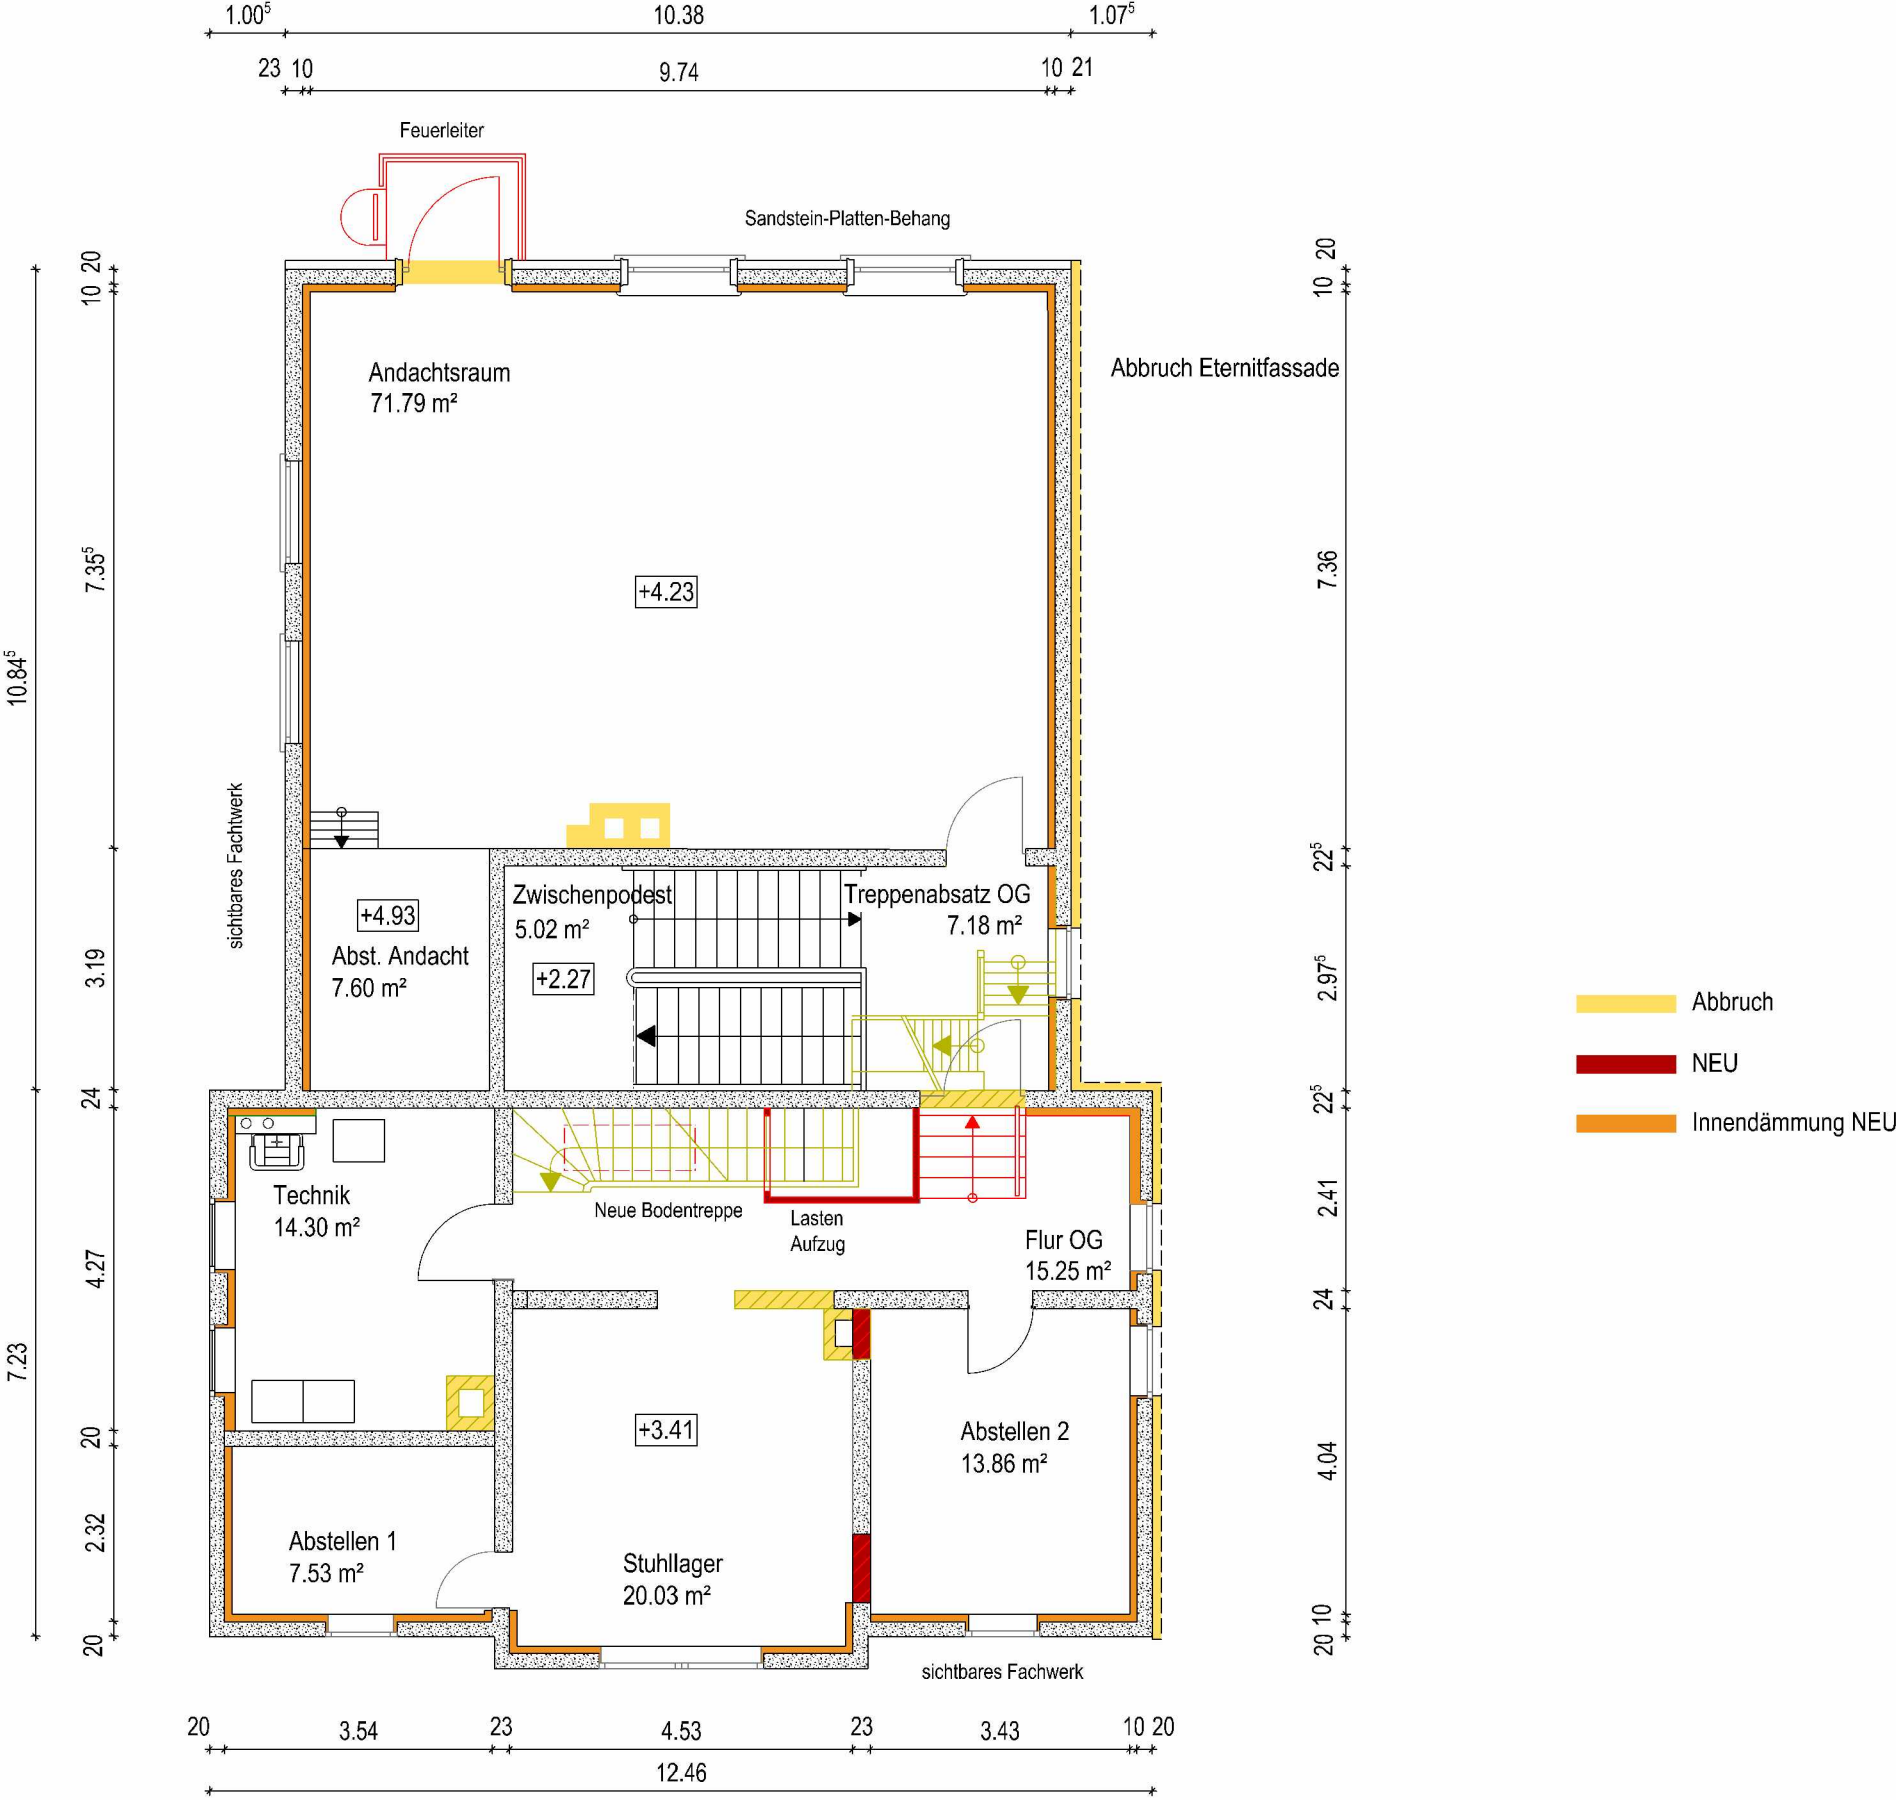 1.00⁵ 10.38 1.07⁵
23 10 9.74 10 21
Feuerleiter
Sandstein-Platten-Behang
20
10
7.35⁵
10.84⁵
3.19
24
4.27
7.23
20
2.32
20
20
10
7.36
22⁵
2.97⁵
22⁵
2.41
24
4.04
10
20
Andachtsraum
71.79 m²
Abbruch Eternitfassade
+4.23
sichtbares Fachtwerk
+4.93
Abst. Andacht
7.60 m²
Zwischenpodest
5.02 m²
+2.27
Treppenabsatz OG
7.18 m²
Abbruch
NEU
Innendämmung NEU
Technik
14.30 m²
Neue Bodentreppe
Lasten
Aufzug
Flur OG
15.25 m²
+3.41
Abstellen 2
13.86 m²
Abstellen 1
7.53 m²
Stuhllager
20.03 m²
sichtbares Fachwerk
20 3.54 23 4.53 23 3.43 10 20
12.46